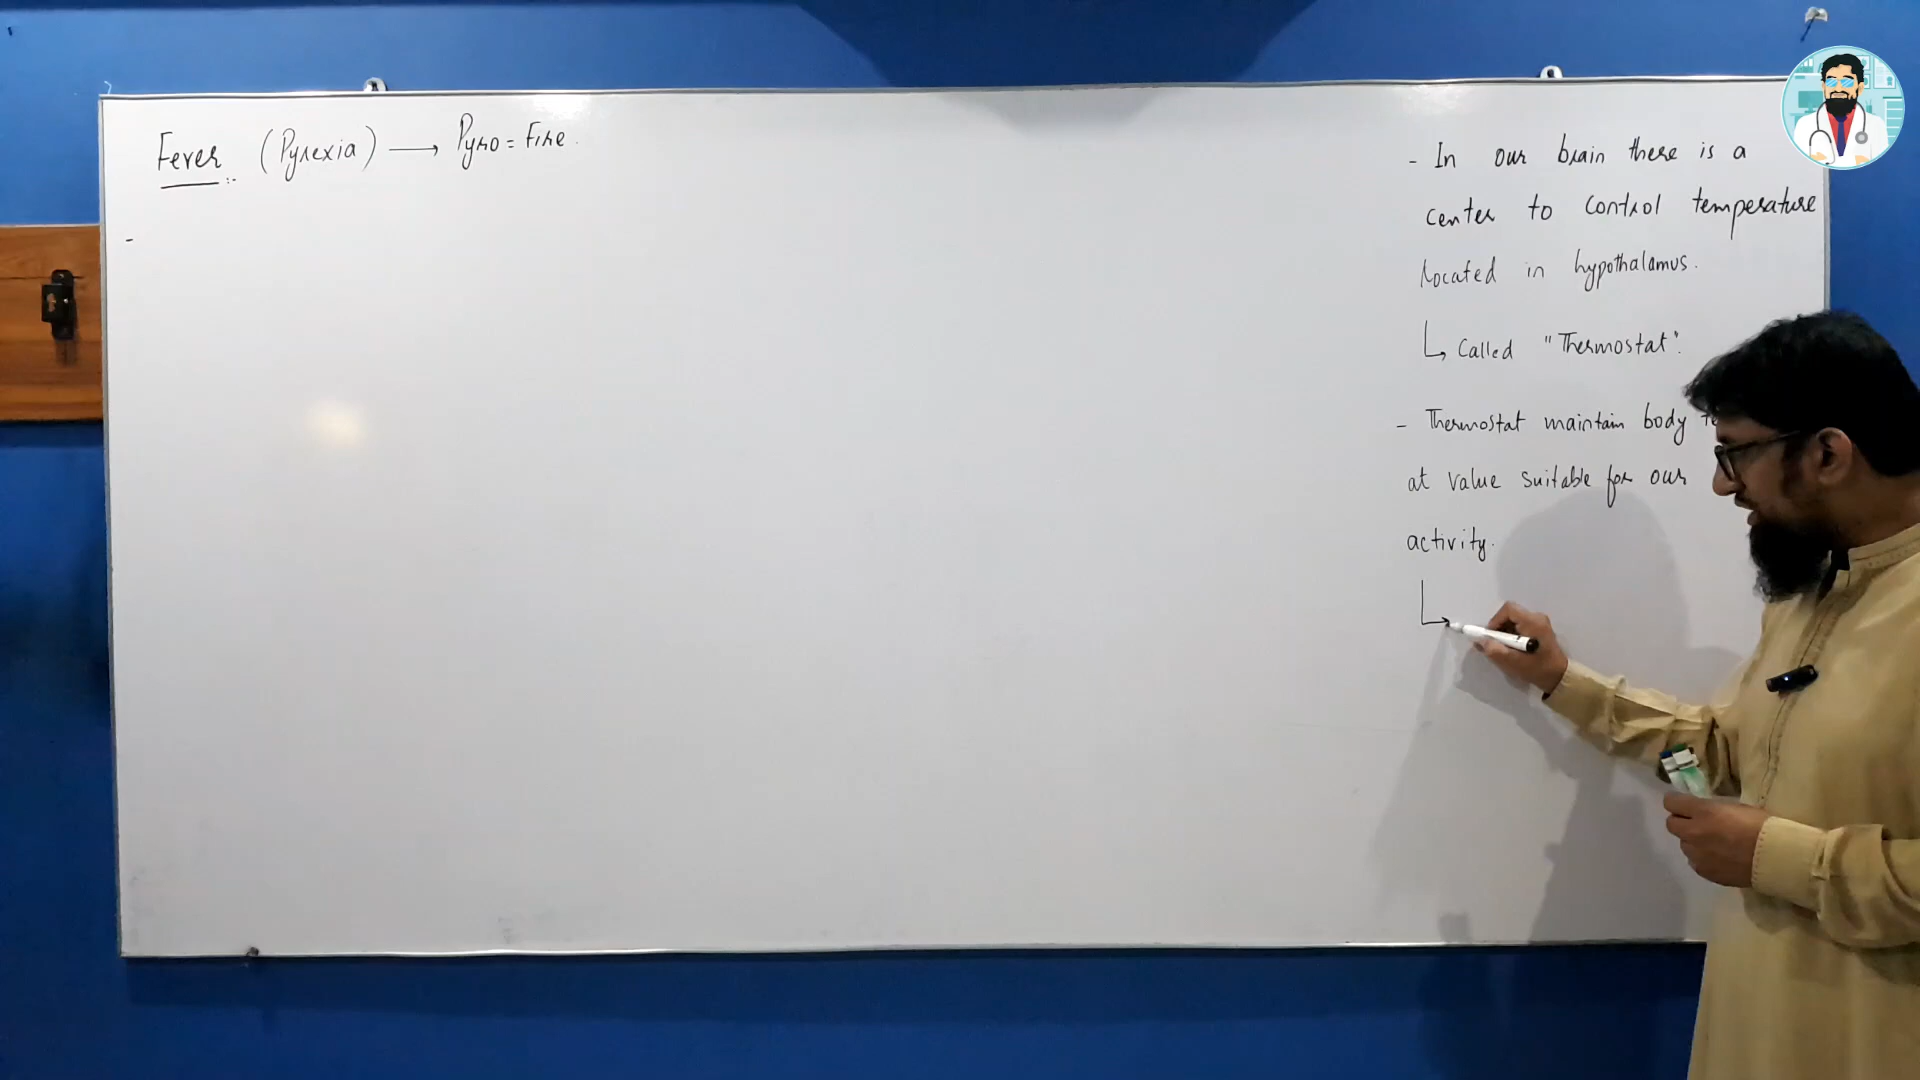 Fever :- (Pyrexia) → Pyro = Fire.
-
- In our brain there is a
center to control temperature
located in hypothalamus.
↳ Called "Thermostat".
- Thermostat maintain body
at value suitable for our
activity.
↳